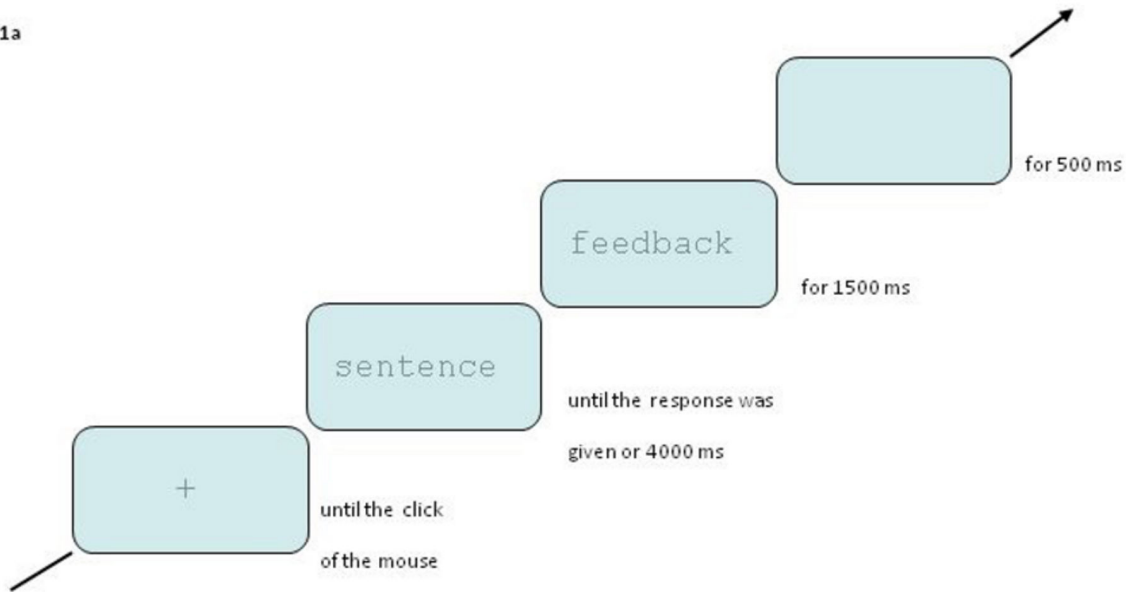 1a
for 500 ms
feedback
for 1500 ms
sentence
until the response was
given or 4000 ms
+
until the click
of the mouse